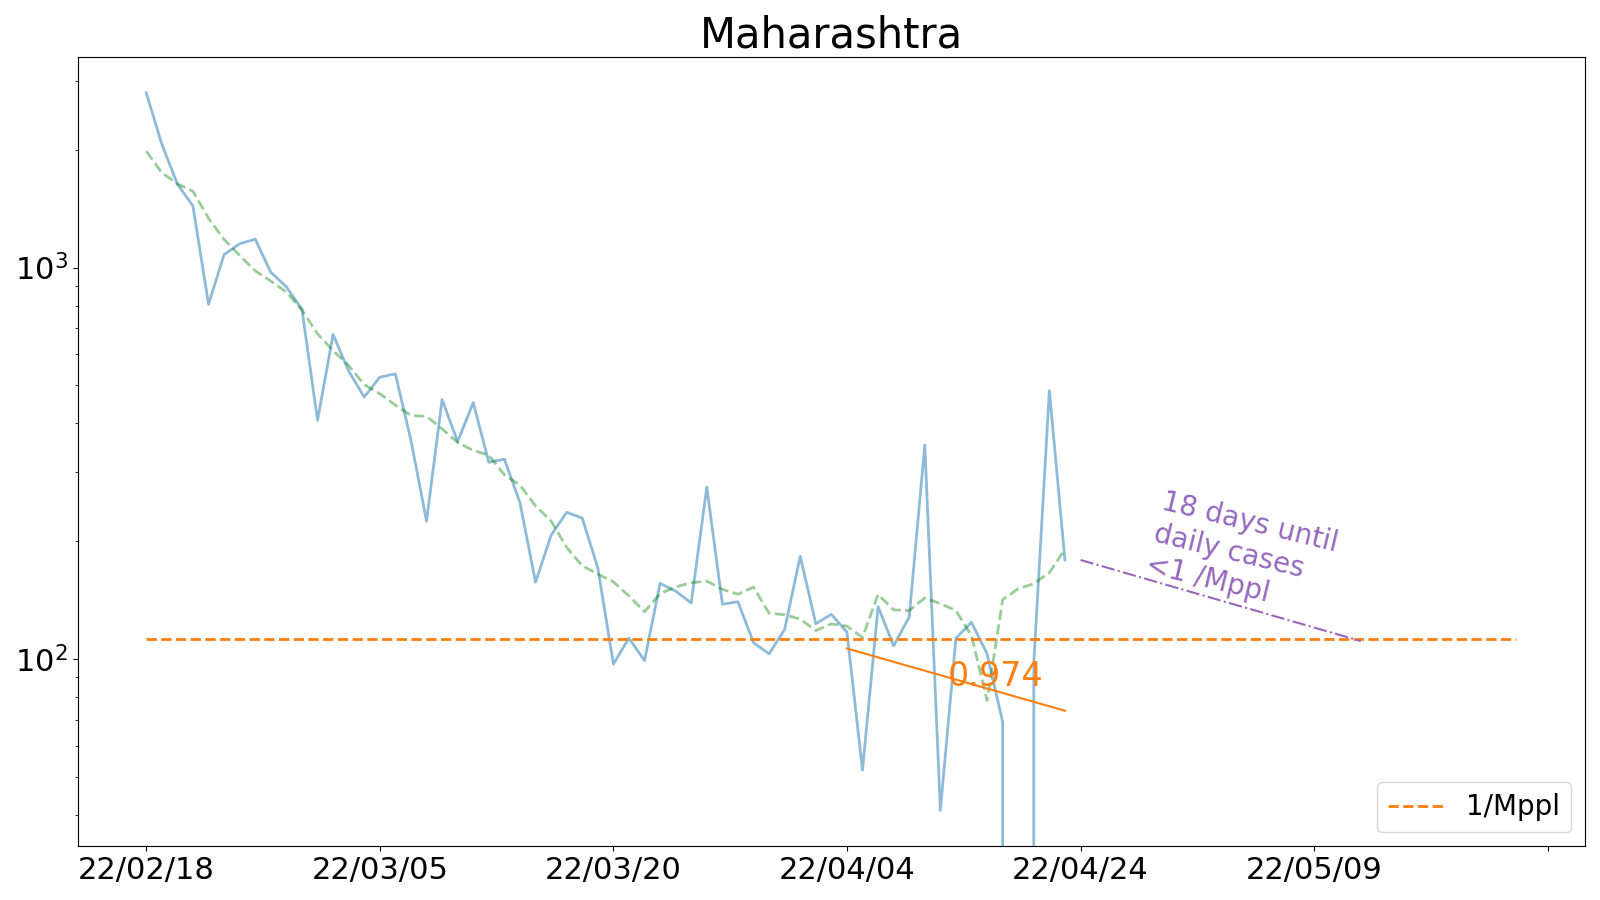 Maharashtra
10³
10²
18 days until
daily cases
<1 /Mppl
0.974
1/Mppl
22/02/18 22/03/05 22/03/20 22/04/04 22/04/24 22/05/09